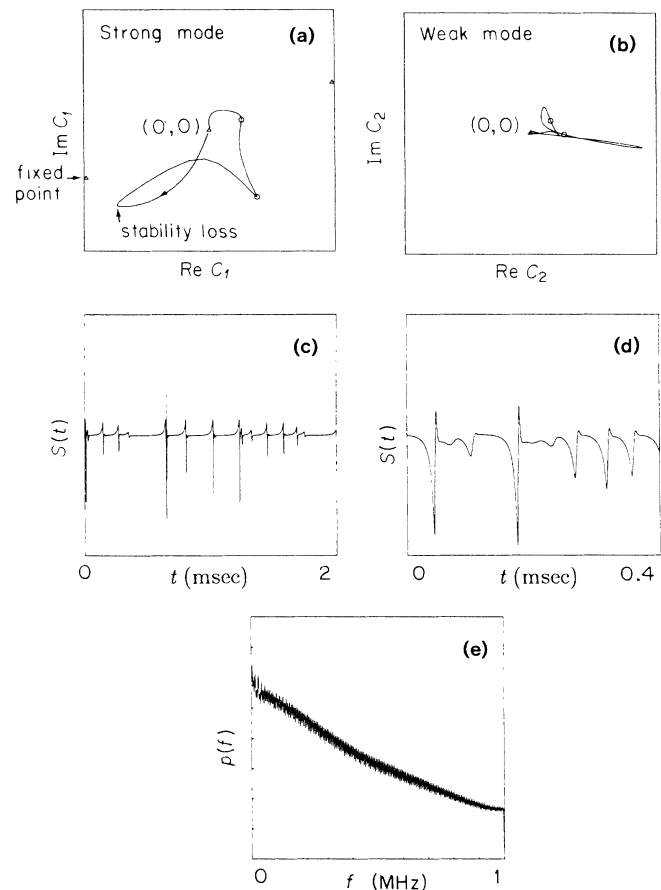 Strong mode (a)
(0,0)
Im C₁
fixed point
stability loss
Re C₁
Weak mode (b)
(0,0)
Im C₂
Re C₂
(c)
S(t)
0 t (msec) 2
(d)
S(t)
0 t (msec) 0.4
(e)
p(f)
0 f (MHz) 1